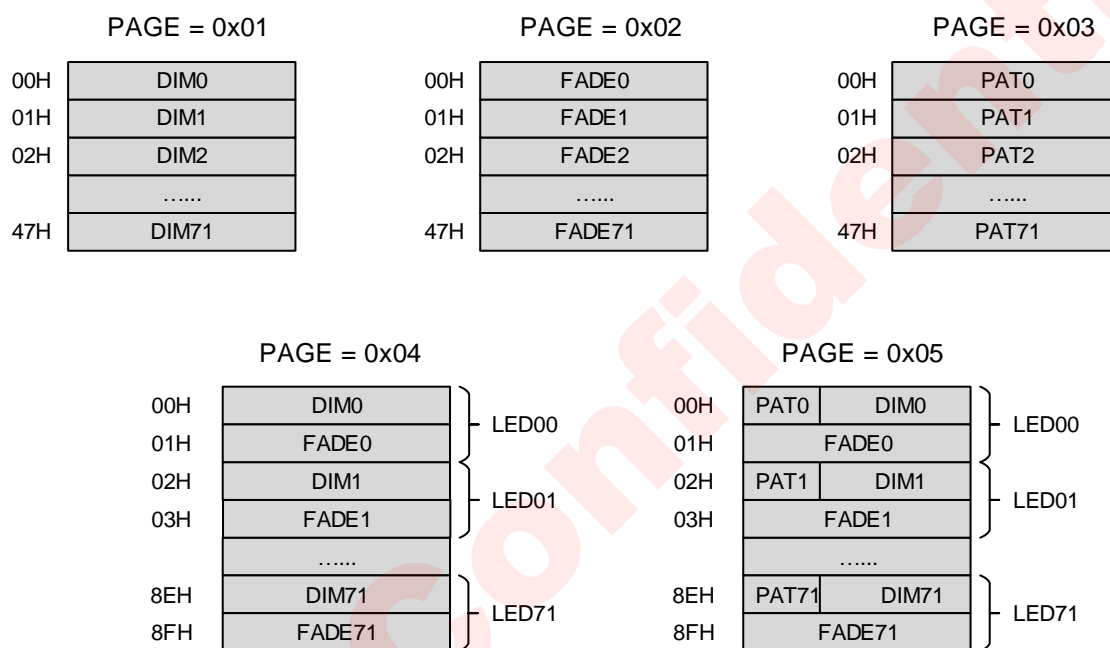 PAGE = 0x01 PAGE = 0x02 PAGE = 0x03
00H DIM0 00H FADE0 00H PAT0
01H DIM1 01H FADE1 01H PAT1
02H DIM2 02H FADE2 02H PAT2
…... …... …...
47H DIM71 47H FADE71 47H PAT71
PAGE = 0x04 PAGE = 0x05
00H DIM0 LED00 00H PAT0 DIM0 LED00
01H FADE0 01H FADE0
02H DIM1 LED01 02H PAT1 DIM1 LED01
03H FADE1 03H FADE1
…... …...
8EH DIM71 LED71 8EH PAT71 DIM71 LED71
8FH FADE71 8FH FADE71
Confidenti